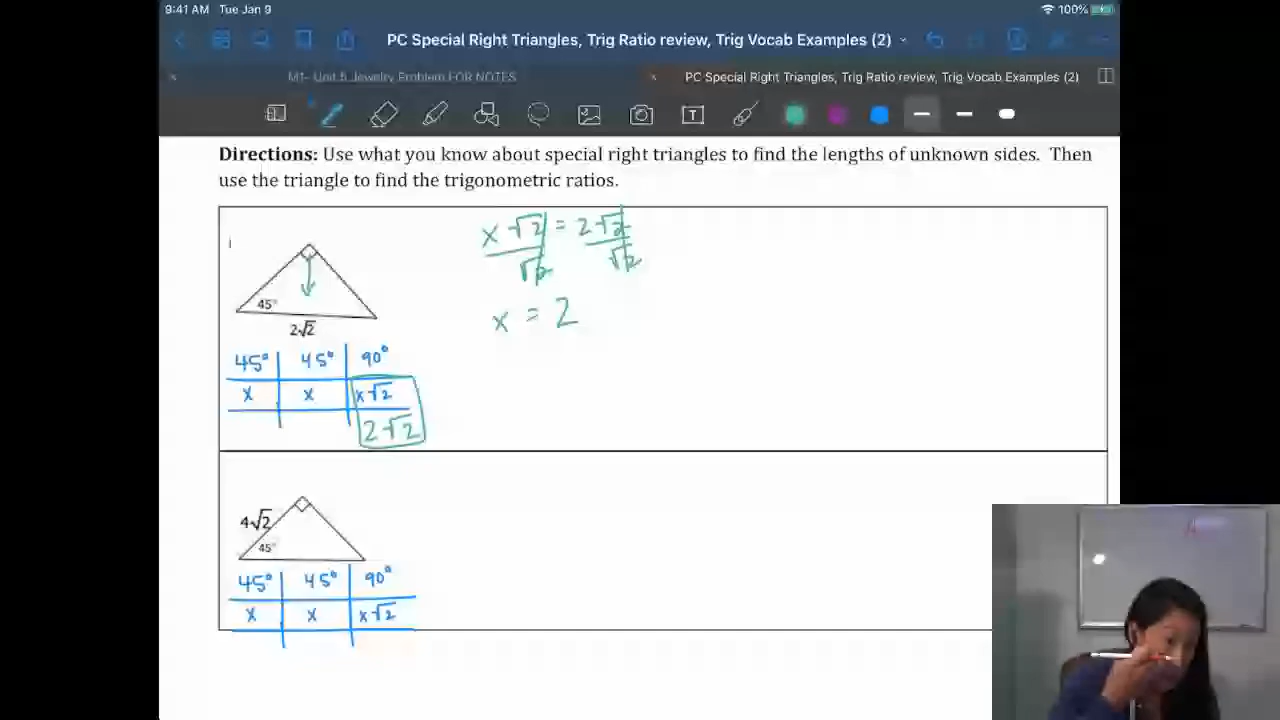 9:41 AM Tue Jan 9
100%
PC Special Right Triangles, Trig Ratio review, Trig Vocab Examples (2)
M1- Unit 5 Jewelry Problem FOR NOTES
PC Special Right Triangles, Trig Ratio review, Trig Vocab Examples (2)
Directions: Use what you know about special right triangles to find the lengths of unknown sides. Then
use the triangle to find the trigonometric ratios.
x√2 = 2√2
√2 √2
x = 2
45°
2√2
45° 45° 90°
x x x√2
2√2
4√2
45°
45° 45° 90°
x x x√2